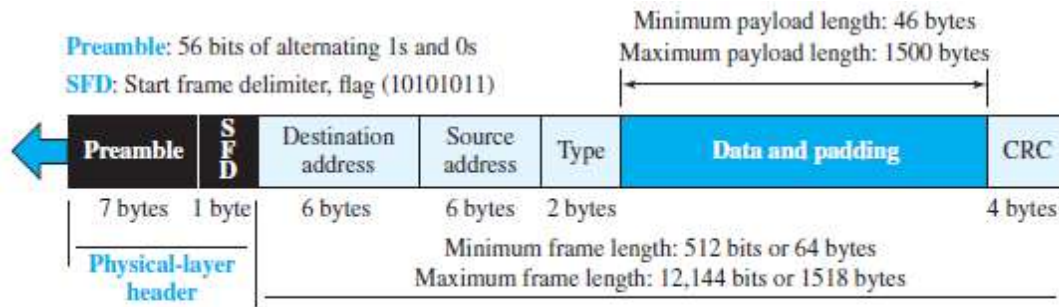 Minimum payload length: 46 bytes
Preamble: 56 bits of alternating 1s and 0s
Maximum payload length: 1500 bytes
SFD: Start frame delimiter, flag (10101011)
Preamble
S
F
D
Destination
address
Source
address
Type
Data and padding
CRC
7 bytes
1 byte
6 bytes
6 bytes
2 bytes
4 bytes
Physical-layer
header
Minimum frame length: 512 bits or 64 bytes
Maximum frame length: 12,144 bits or 1518 bytes